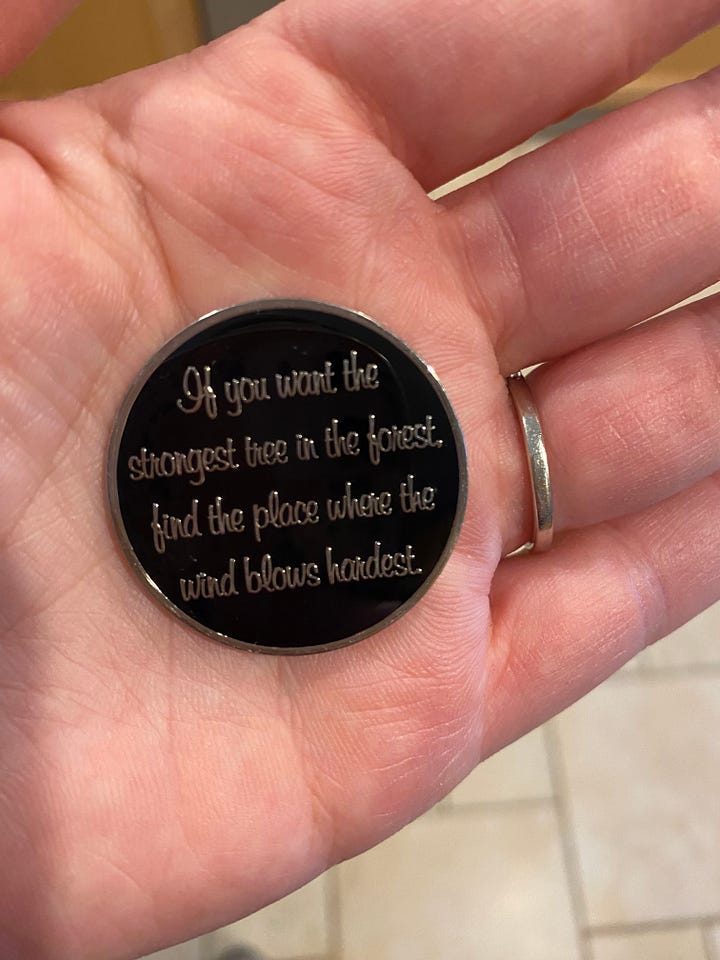 If you want the
strongest tree in the forest,
find the place where the
wind blows hardest.